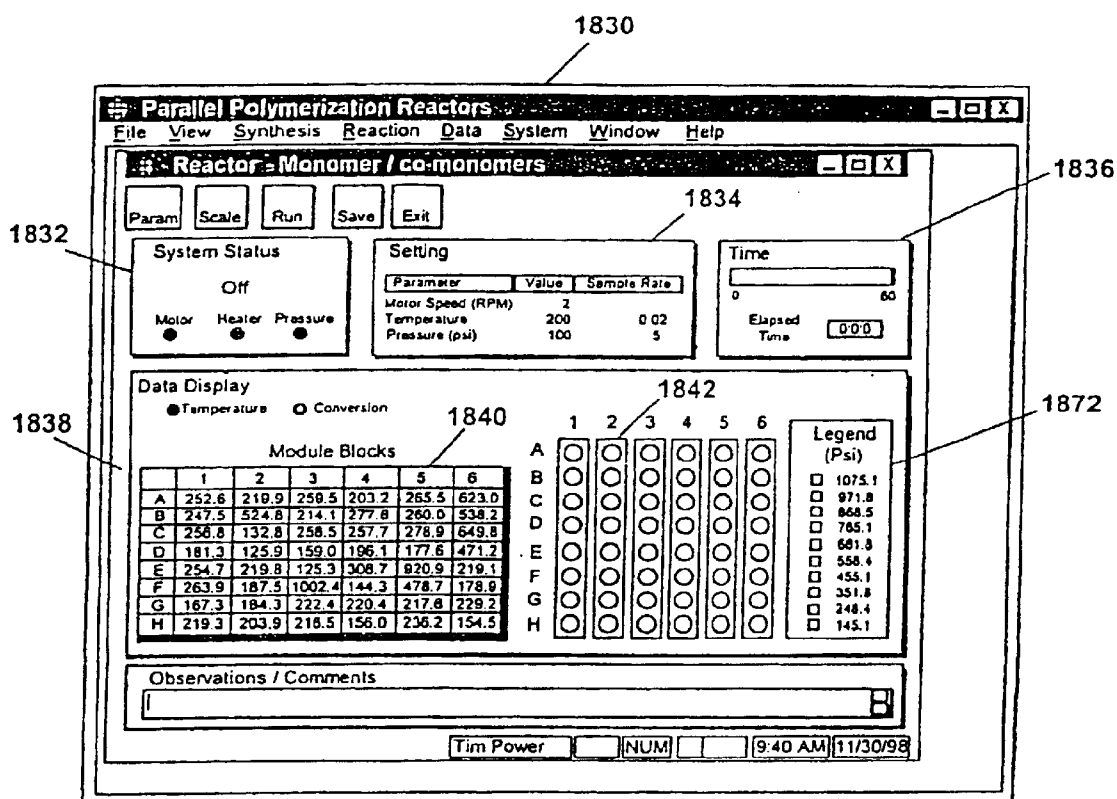 1830
Parallel Polymerization Reactors
File View Synthesis Reaction Data System Window Help
Reactor - Monomer / co-monomers
1836
1834
Param Scale Run Save Exit
1832
System Status
Off
Motor Heater Pressure
Setting
Parameter Value Sample Rate
Motor Speed (RPM) 2
Temperature 200 0.02
Pressure (psi) 100 5
Time
0 60
Elapsed Time 0:0:0
Data Display
Temperature Conversion
1838
1840
1842
1872
Module Blocks
1 2 3 4 5 6
A 252.6 219.9 259.5 203.2 265.5 623.0
B 247.5 524.8 214.1 277.8 260.0 538.2
C 256.8 132.8 258.5 257.7 278.9 649.8
D 181.3 125.9 159.0 196.1 177.6 471.2
E 254.7 219.8 125.3 308.7 920.9 219.1
F 263.9 187.5 1002.4 144.3 478.7 178.9
G 167.3 184.3 222.4 220.4 217.6 229.2
H 219.3 203.9 216.5 156.0 236.2 154.5
1 2 3 4 5 6
A
B
C
D
E
F
G
H
Legend
(Psi)
1075.1
971.8
868.5
765.1
661.8
558.4
455.1
351.8
248.4
145.1
Observations / Comments
Tim Power NUM 9:40 AM 11/30/98